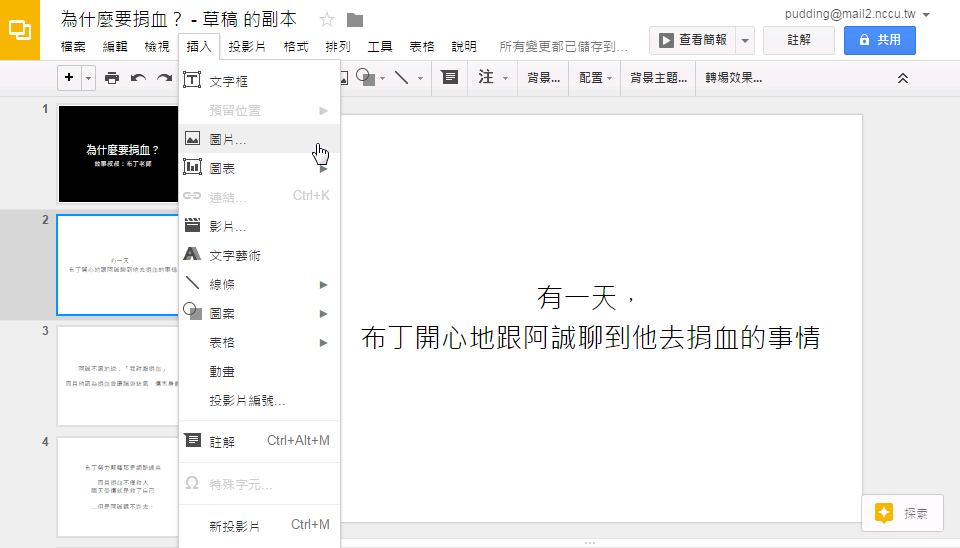 為什麼要捐血？ - 草稿 的副本
pudding@mail2.nccu.tw
檔案 編輯 檢視 插入 投影片 格式 排列 工具 表格 說明 所有變更都已儲存到...
查看簡報
註解
共用
注 背景... 配置 背景主題... 轉場效果...
文字框
預留位置
圖片...
圖表
連結... Ctrl+K
影片...
文字藝術
線條
圖案
表格
動畫
投影片編號...
註解 Ctrl+Alt+M
特殊字元...
新投影片 Ctrl+M
1
為什麼要捐血？
故事叔叔：布丁老師
2
有一天，
布丁開心地跟阿誠聊到他去捐血的事情
3
4
有一天，
布丁開心地跟阿誠聊到他去捐血的事情
探索